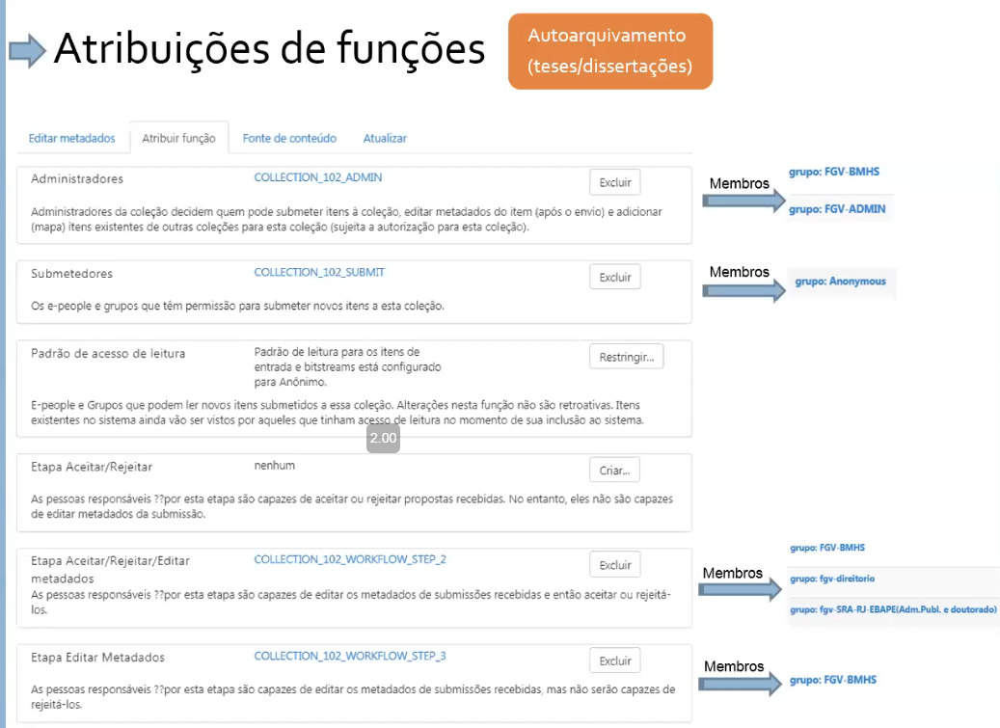 Atribuições de funções
Autoarquivamento
(teses/dissertações)
Editar metadados
Atribuir função
Fonte de conteúdo
Atualizar
Administradores
COLLECTION_102_ADMIN
Excluir
Administradores da coleção decidem quem pode submeter itens à coleção, editar metadados do item (após o envio) e adicionar
(mapa) itens existentes de outras coleções para esta coleção (sujeita a autorização para esta coleção).
Membros
grupo: FGV-BMHS
grupo: FGV-ADMIN
Submetedores
COLLECTION_102_SUBMIT
Excluir
Os e-people e grupos que têm permissão para submeter novos itens a esta coleção.
Membros
grupo: Anonymous
Padrão de acesso de leitura
Padrão de leitura para os itens de
entrada e bitstreams está configurado
para Anônimo.
Restringir...
E-people e Grupos que podem ler novos itens submetidos a essa coleção. Alterações nesta função não são retroativas. Itens
existentes no sistema ainda vão ser vistos por aqueles que tinham acesso de leitura no momento de sua inclusão ao sistema.
2.00
Etapa Aceitar/Rejeitar
nenhum
Criar...
As pessoas responsáveis ??por esta etapa são capazes de aceitar ou rejeitar propostas recebidas. No entanto, eles não são capazes
de editar metadados da submissão.
Etapa Aceitar/Rejeitar/Editar
metadados
COLLECTION_102_WORKFLOW_STEP_2
Excluir
As pessoas responsáveis ??por esta etapa são capazes de editar os metadados de submissões recebidas e então aceitar ou rejeitá-
los.
Membros
grupo: FGV-BMHS
grupo: fgv-direitorio
grupo: fgv-SRA-RJ-EBAPE(Adm.Publ. e doutorado)
Etapa Editar Metadados
COLLECTION_102_WORKFLOW_STEP_3
Excluir
As pessoas responsáveis ??por esta etapa são capazes de editar os metadados de submissões recebidas, mas não serão capazes de
rejeitá-los.
Membros
grupo: FGV-BMHS